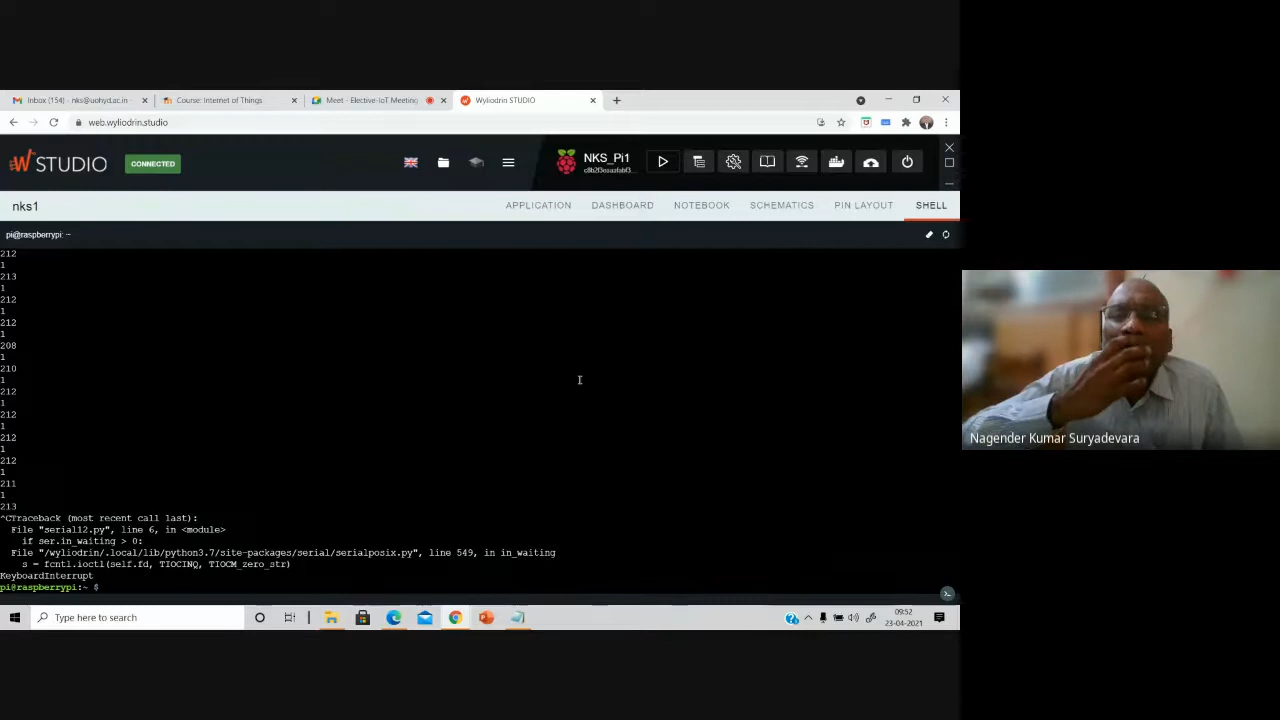 Inbox (154) - nks@uohyd.ac.in -
Course: Internet of Things
Meet - Elective-IoT Meeting
Wyliodrin STUDIO
web.wyliodrin.studio
W STUDIO
CONNECTED
NKS_Pi1
nks1
APPLICATION
DASHBOARD
NOTEBOOK
SCHEMATICS
PIN LAYOUT
SHELL
pi@raspberrypi: ~
212
1
213
1
212
1
212
1
208
1
210
1
212
1
212
1
212
1
212
1
211
1
213
^CTraceback (most recent call last):
File "serial12.py", line 6, in <module>
if ser.in_waiting > 0:
File "/wyliodrin/.local/lib/python3.7/site-packages/serial/serialposix.py", line 549, in in_waiting
s = fcntl.ioctl(self.fd, TIOCINQ, TIOCM_zero_str)
KeyboardInterrupt
pi@raspberrypi:~ $
Nagender Kumar Suryadevara
Type here to search
09:52
23-04-2021